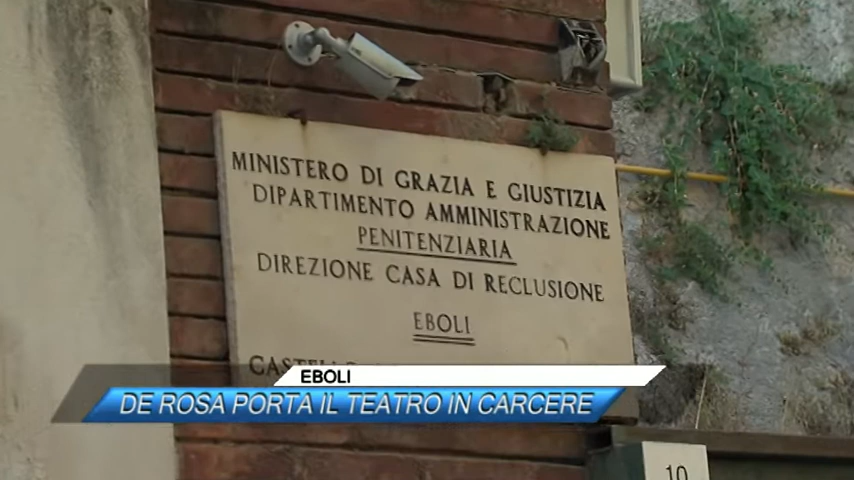 MINISTERO DI GRAZIA E GIUSTIZIA
DIPARTIMENTO AMMINISTRAZIONE
PENITENZIARIA
DIREZIONE CASA DI RECLUSIONE
EBOLI
EBOLI
DE ROSA PORTA IL TEATRO IN CARCERE
10